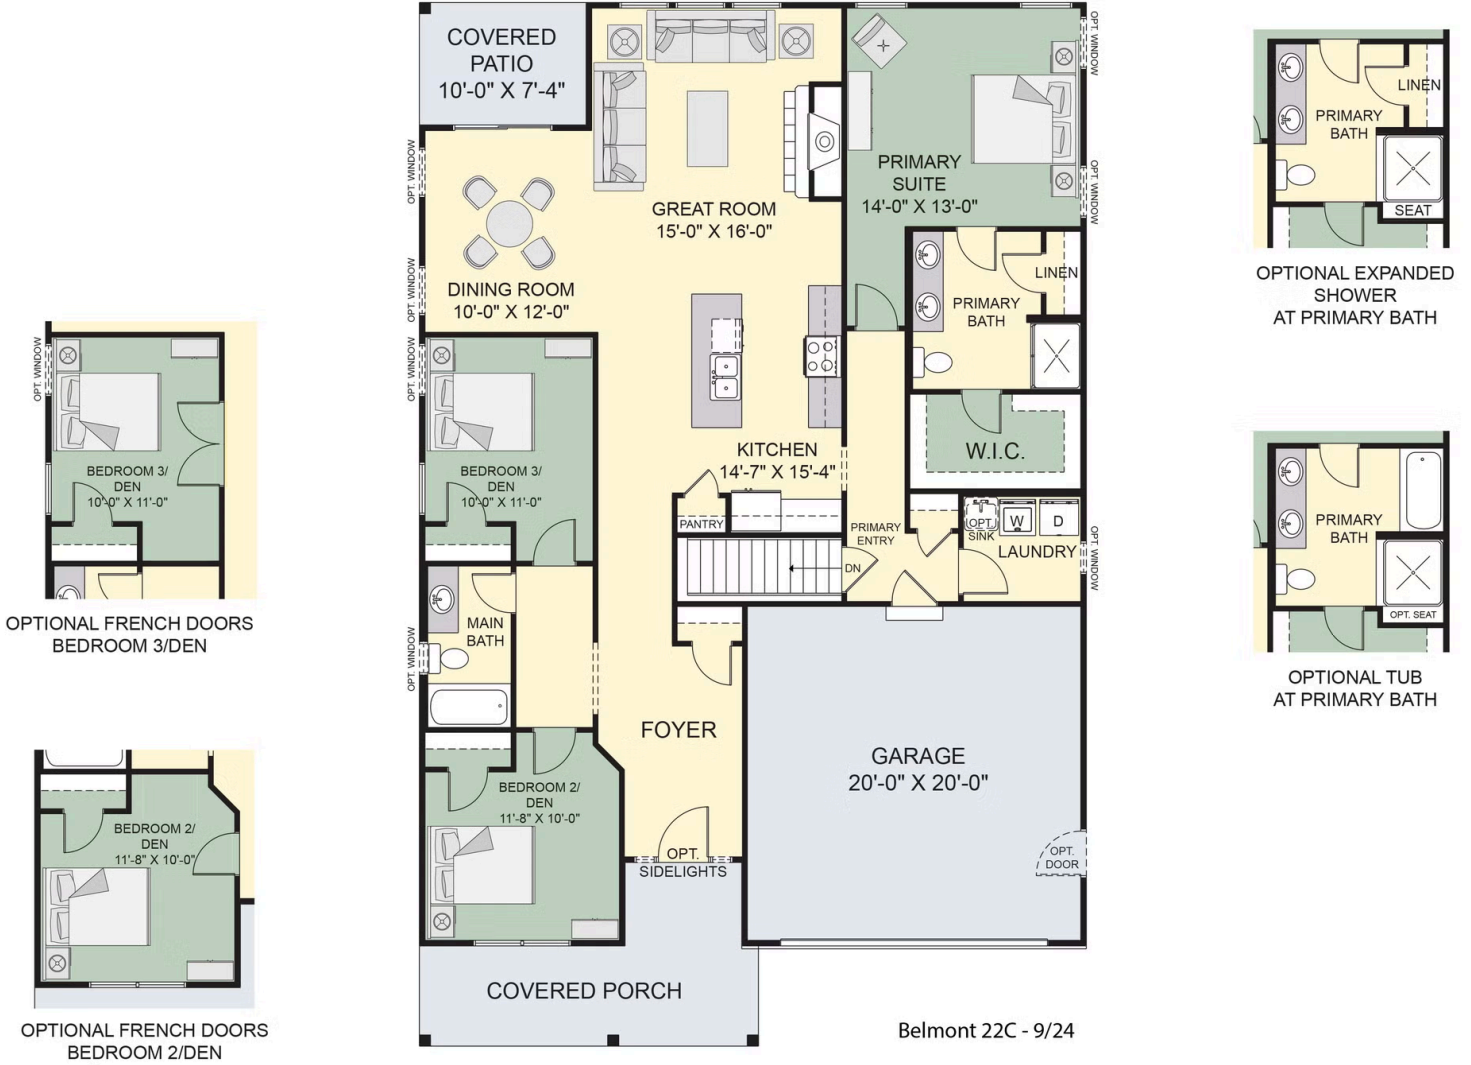 COVERED
PATIO
10'-0" X 7'-4"
OPT. WINDOW
OPT. WINDOW
GREAT ROOM
15'-0" X 16'-0"
DINING ROOM
10'-0" X 12'-0"
PRIMARY
SUITE
14'-0" X 13'-0"
OPT. WINDOW
OPT. WINDOW
LINEN
PRIMARY
BATH
W.I.C.
KITCHEN
14'-7" X 15'-4"
PANTRY
PRIMARY
ENTRY
DN
OPT.
SINK
W
D
LAUNDRY
OPT. WINDOW
OPT. WINDOW
BEDROOM 3/
DEN
10'-0" X 11'-0"
MAIN
BATH
OPT. WINDOW
FOYER
BEDROOM 2/
DEN
11'-8" X 10'-0"
OPT.
SIDELIGHTS
GARAGE
20'-0" X 20'-0"
OPT.
DOOR
COVERED PORCH
Belmont 22C - 9/24
OPT. WINDOW
BEDROOM 3/
DEN
10'-0" X 11'-0"
OPTIONAL FRENCH DOORS
BEDROOM 3/DEN
BEDROOM 2/
DEN
11'-8" X 10'-0"
OPTIONAL FRENCH DOORS
BEDROOM 2/DEN
LINEN
PRIMARY
BATH
SEAT
OPTIONAL EXPANDED
SHOWER
AT PRIMARY BATH
PRIMARY
BATH
OPT. SEAT
OPTIONAL TUB
AT PRIMARY BATH